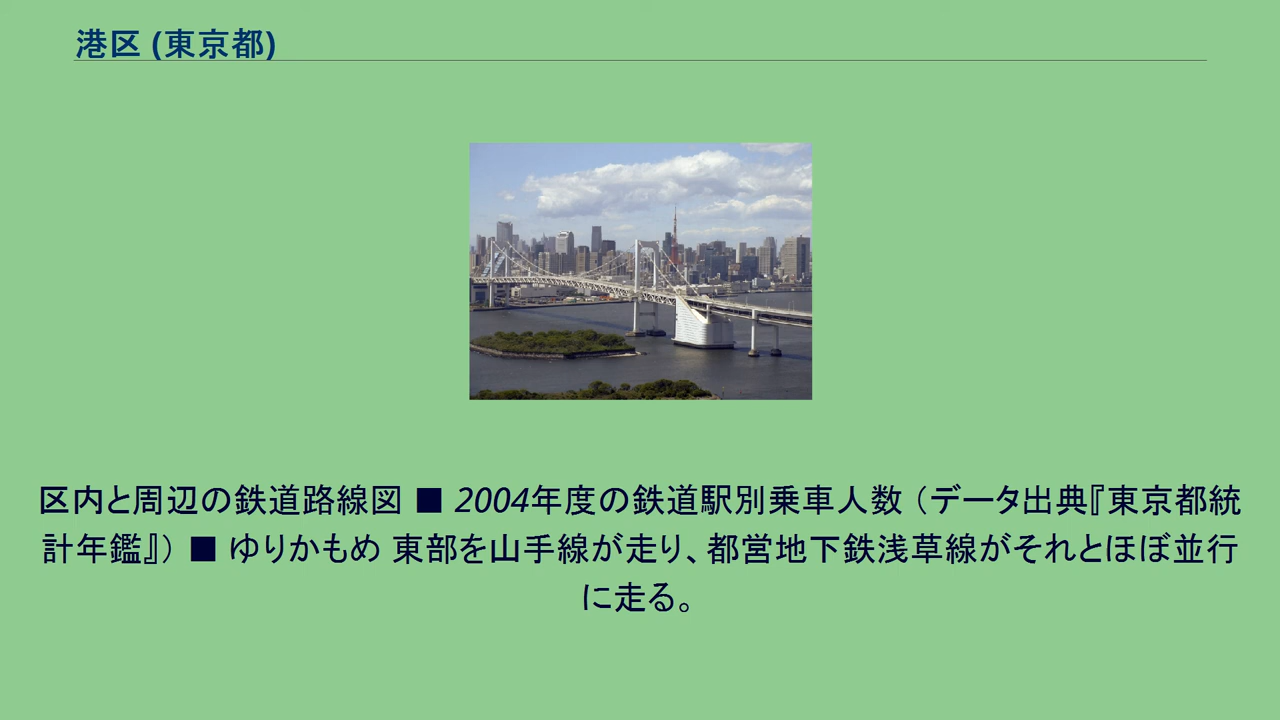 港区 (東京都)
区内と周辺の鉄道路線図 ■ 2004年度の鉄道駅別乗車人数 （データ出典『東京都統
計年鑑』） ■ ゆりかもめ 東部を山手線が走り、都営地下鉄浅草線がそれとほぼ並行
に走る。